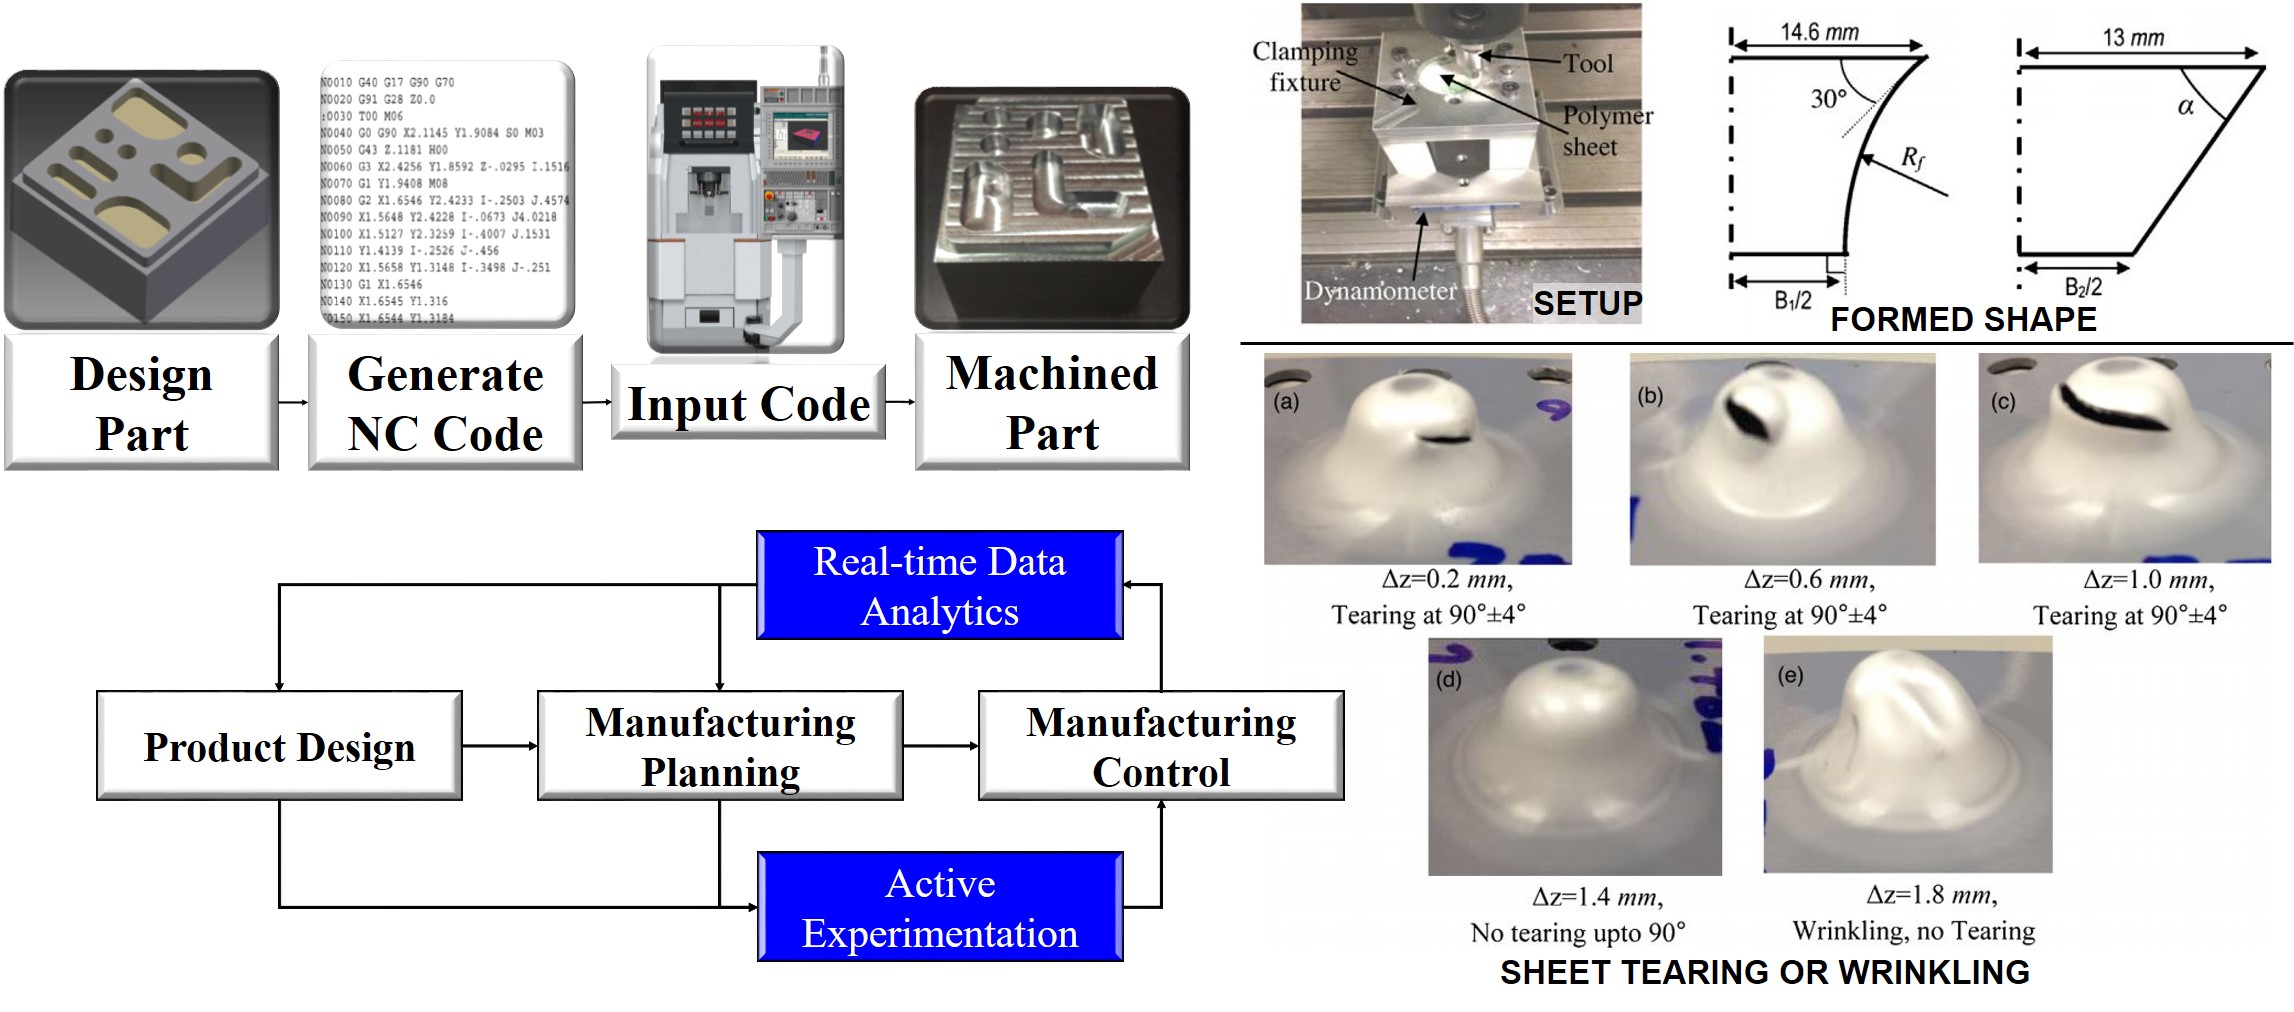 N0010 G40 G17 G90 G70
N0020 G91 G28 Z0.0
:0030 T00 M06
N0040 G0 G90 X2.1145 Y1.9084 S0 M03
N0050 G43 Z.1181 H00
N0060 G3 X2.4256 Y1.8592 Z-.0295 I.1516
N0070 G1 Y1.9408 M08
N0080 G2 X1.6546 Y2.4233 I-.2503 J.4574
N0090 X1.5648 Y2.4228 I-.0673 J4.0218
N0100 X1.5127 Y2.3259 I-.4007 J.1531
N0110 Y1.4139 I-.2526 J-.456
N0120 X1.5658 Y1.3148 I-.3498 J-.251
N0130 G1 X1.6546
N0140 X1.6545 Y1.316
N0150 X1.6544 Y1.3184
Design
Part
Generate
NC Code
Input Code
Machined
Part
Real-time Data
Analytics
Product Design
Manufacturing
Planning
Manufacturing
Control
Active
Experimentation
Clamping
fixture
Tool
Polymer
sheet
Dynamometer
SETUP
14.6 mm
30°
Rf
B1/2
13 mm
α
B2/2
FORMED SHAPE
(a)
Δz=0.2 mm,
Tearing at 90°±4°
(b)
Δz=0.6 mm,
Tearing at 90°±4°
(c)
Δz=1.0 mm,
Tearing at 90°±4°
(d)
Δz=1.4 mm,
No tearing upto 90°
(e)
Δz=1.8 mm,
Wrinkling, no Tearing
SHEET TEARING OR WRINKLING